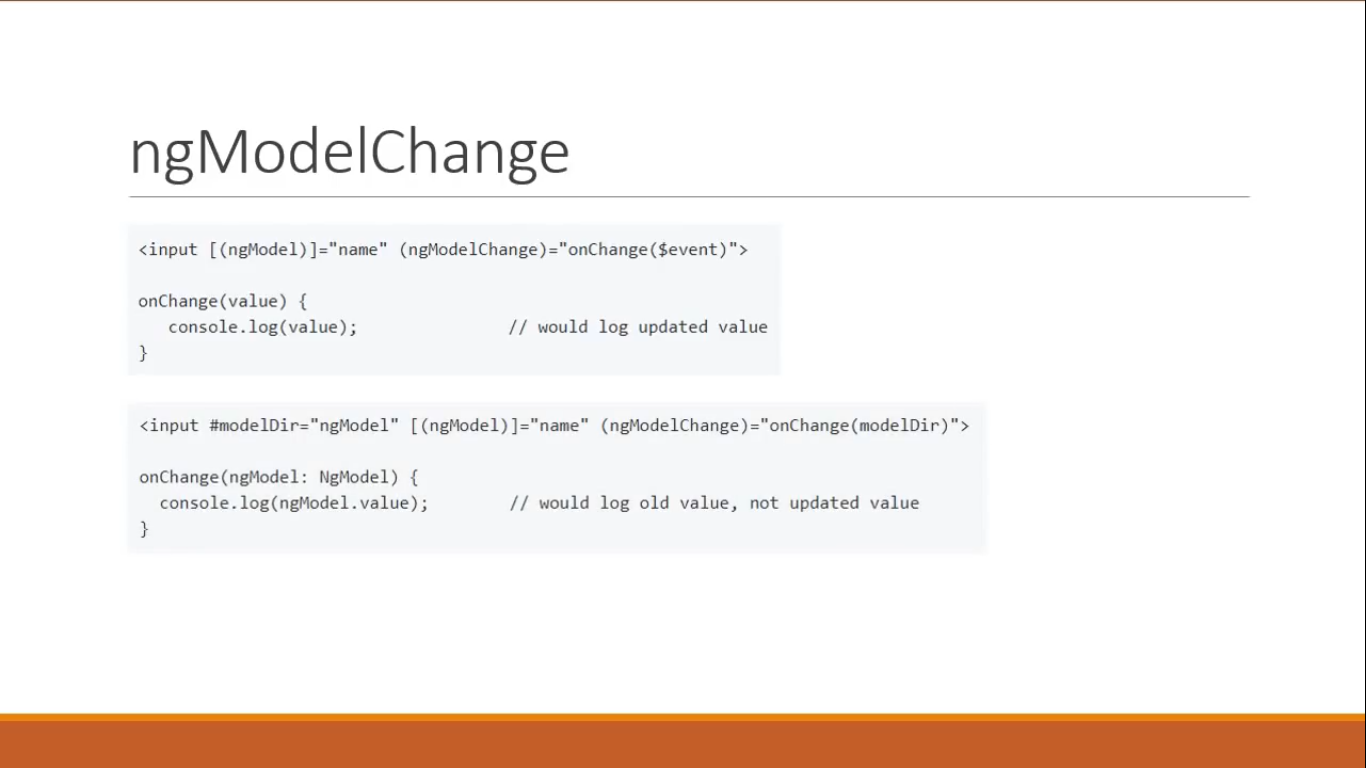 ngModelChange
<input [(ngModel)]="name" (ngModelChange)="onChange($event)">
onChange(value) {
   console.log(value);               // would log updated value
}
<input #modelDir="ngModel" [(ngModel)]="name" (ngModelChange)="onChange(modelDir)">
onChange(ngModel: NgModel) {
  console.log(ngModel.value);        // would log old value, not updated value
}